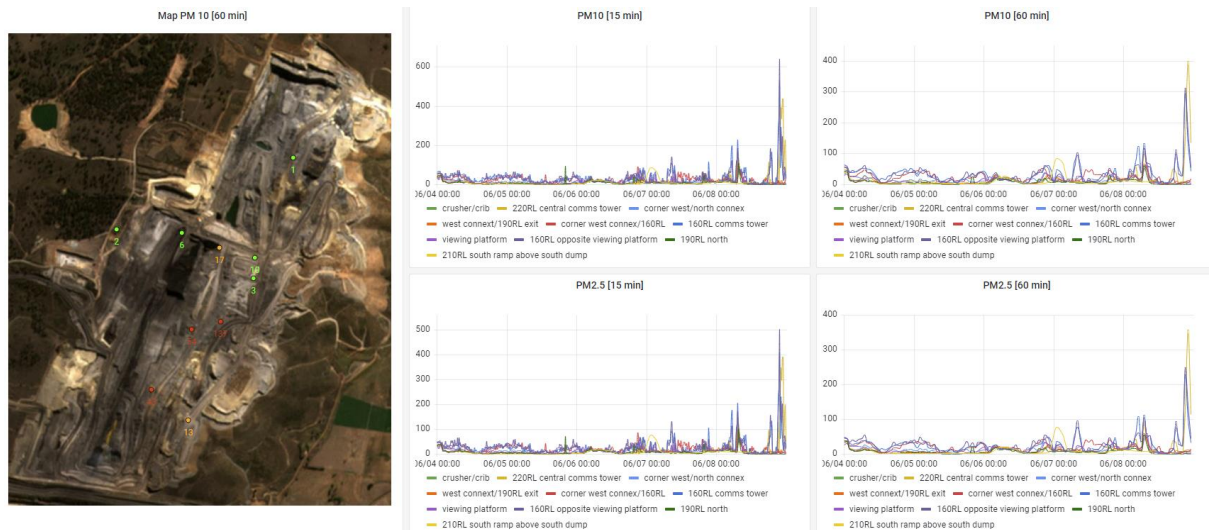 Map PM 10 [60 min]
1
2
6
17
10
3
13
PM10 [15 min]
600
400
200
0
06/04 00:00 06/05 00:00 06/06 00:00 06/07 00:00 06/08 00:00
crusher/crib 220RL central comms tower corner west/north connex
west connext/190RL exit corner west connex/160RL 160RL comms tower
viewing platform 160RL opposite viewing platform 190RL north
210RL south ramp above south dump
PM10 [60 min]
400
300
200
100
0
06/04 00:00 06/05 00:00 06/06 00:00 06/07 00:00 06/08 00:00
crusher/crib 220RL central comms tower corner west/north connex
west connext/190RL exit corner west connex/160RL 160RL comms tower
viewing platform 160RL opposite viewing platform 190RL north
210RL south ramp above south dump
PM2.5 [15 min]
500
400
300
200
100
0
06/04 00:00 06/05 00:00 06/06 00:00 06/07 00:00 06/08 00:00
crusher/crib 220RL central comms tower corner west/north connex
west connext/190RL exit corner west connex/160RL 160RL comms tower
viewing platform 160RL opposite viewing platform 190RL north
210RL south ramp above south dump
PM2.5 [60 min]
400
300
200
100
0
06/04 00:00 06/05 00:00 06/06 00:00 06/07 00:00 06/08 00:00
crusher/crib 220RL central comms tower corner west/north connex
west connext/190RL exit corner west connex/160RL 160RL comms tower
viewing platform 160RL opposite viewing platform 190RL north
210RL south ramp above south dump